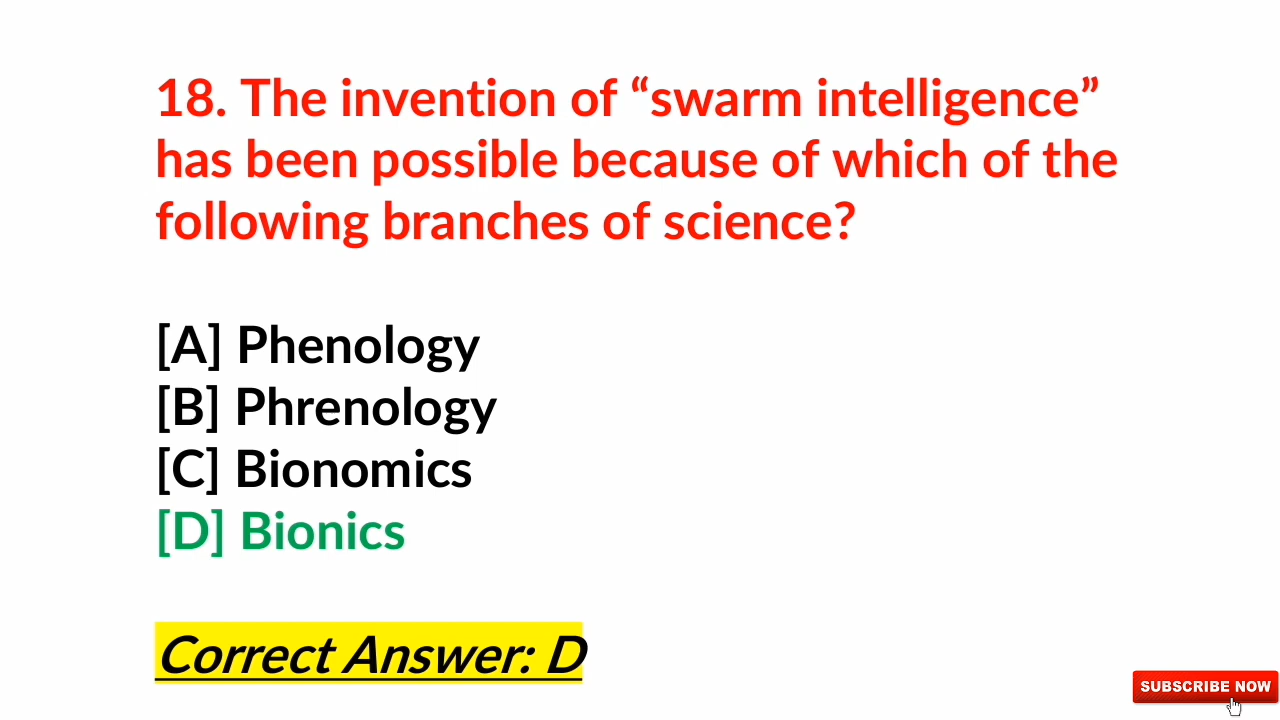 18. The invention of “swarm intelligence”
has been possible because of which of the
following branches of science?
[A] Phenology
[B] Phrenology
[C] Bionomics
[D] Bionics
Correct Answer: D
SUBSCRIBE NOW